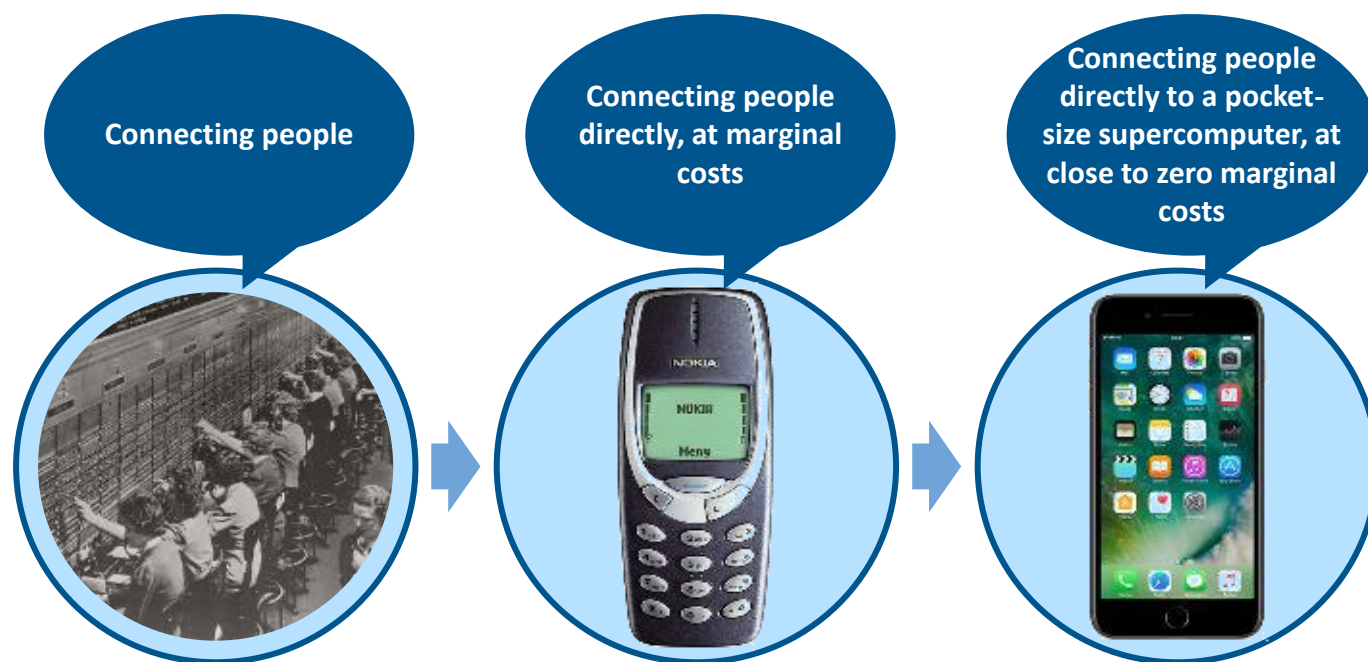 Connecting people
Connecting people
directly, at marginal
costs
Connecting people
directly to a pocket-
size supercomputer, at
close to zero marginal
costs
NOKIA
NOKIA
Meny